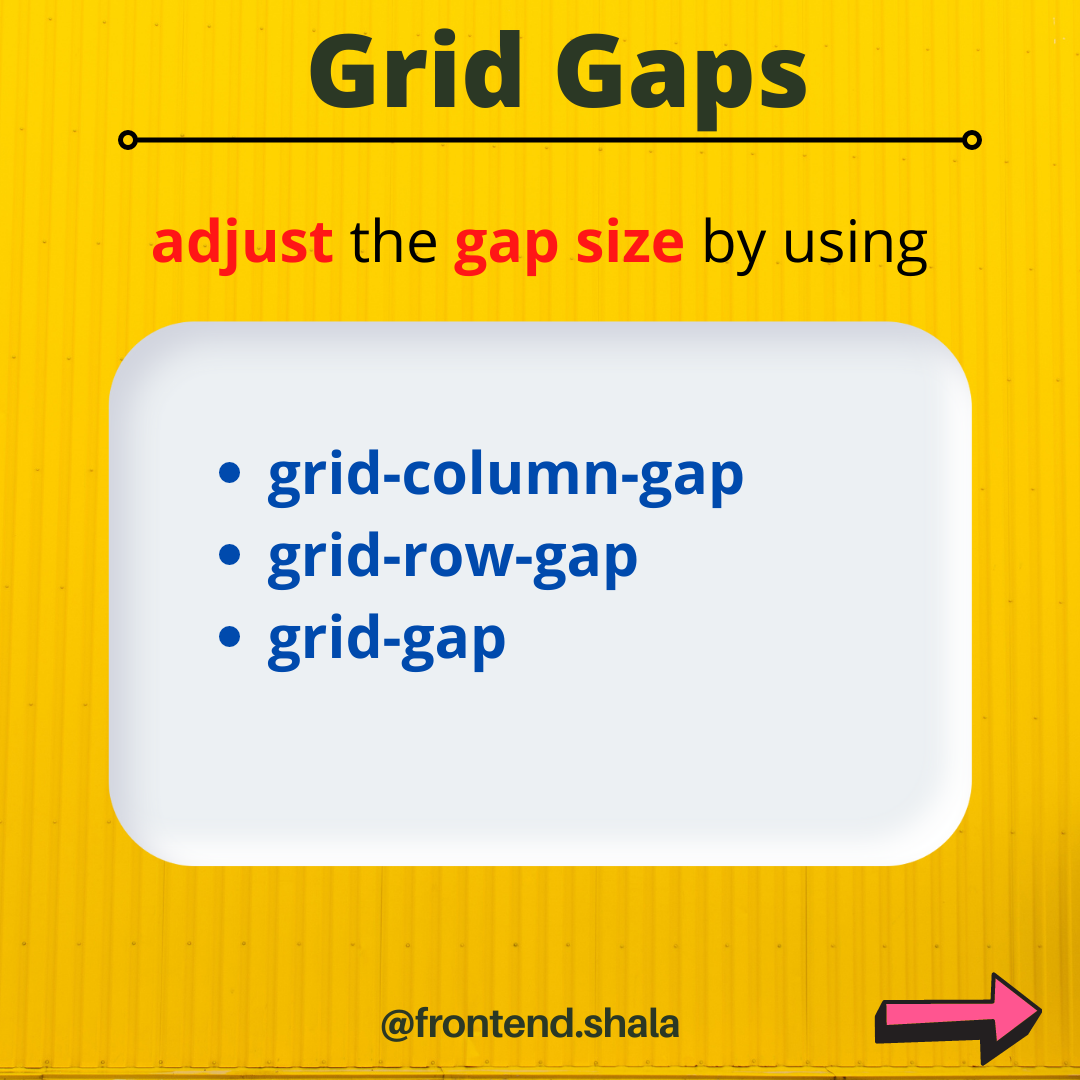 Grid Gaps
adjust the gap size by using
• grid-column-gap
• grid-row-gap
• grid-gap
@frontend.shala